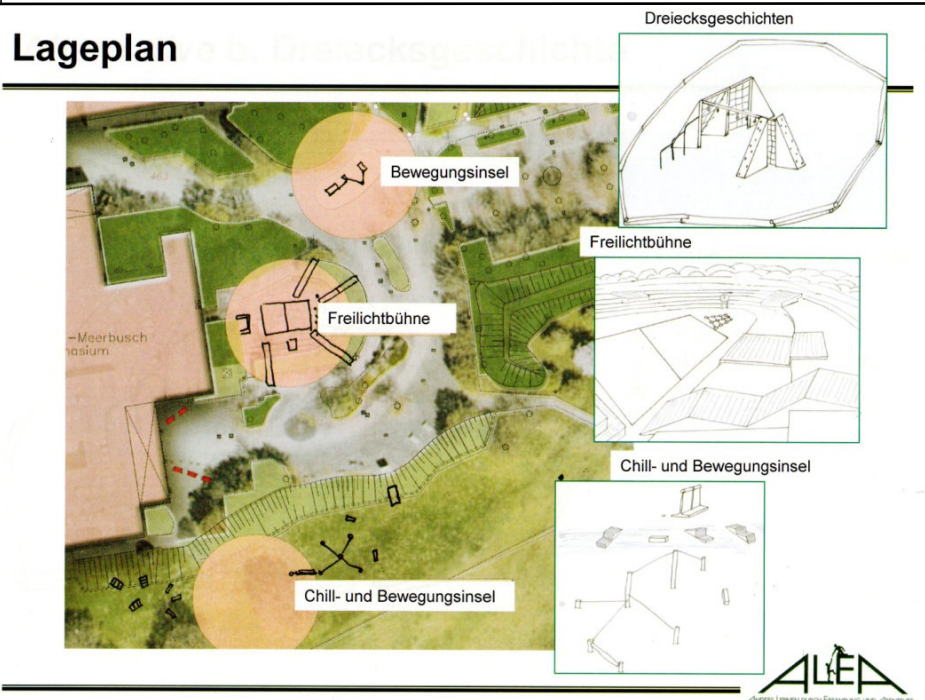 Dreiecksgeschichten
Lageplan
Bewegungsinsel
Freilichtbühne
Freilichtbühne
-Meerbusch
nasium
Chill- und Bewegungsinsel
Chill- und Bewegungsinsel
ALEA